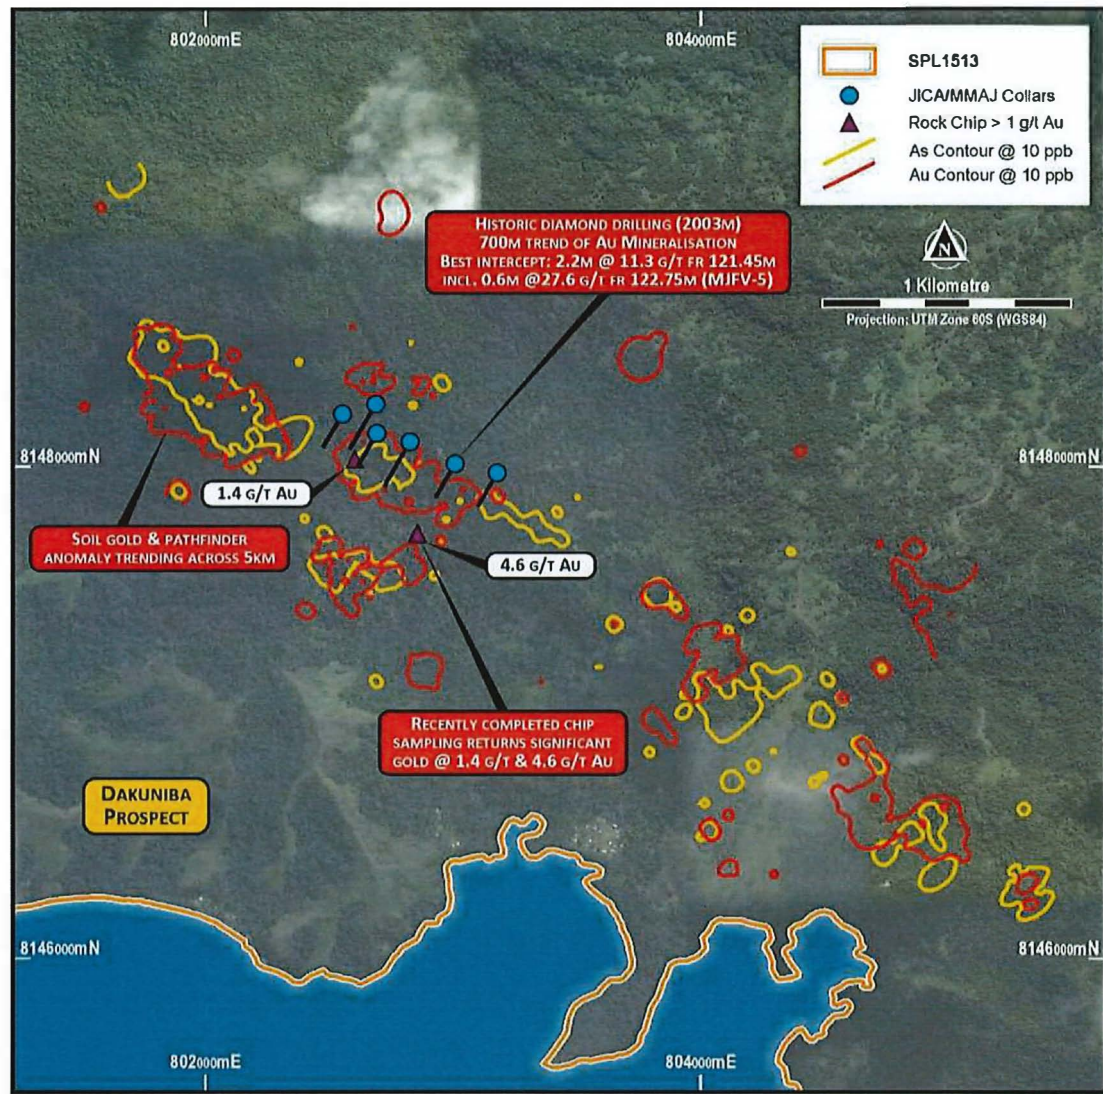 802000mE
804000mE
SPL1513
JICA/MMAJ Collars
Rock Chip > 1 g/t Au
As Contour @ 10 ppb
Au Contour @ 10 ppb
N
1 Kilometre
Projection: UTM Zone 60S (WGS84)
HISTORIC DIAMOND DRILLING (2003M)
700M TREND OF AU MINERALISATION
BEST INTERCEPT: 2.2M @ 11.3 G/T FR 121.45M
INCL. 0.6M @27.6 G/T FR 122.75M (MJFV-5)
8148000mN
8148000mN
1.4 G/T AU
SOIL GOLD & PATHFINDER
ANOMALY TRENDING ACROSS 5KM
4.6 G/T AU
RECENTLY COMPLETED CHIP
SAMPLING RETURNS SIGNIFICANT
GOLD @ 1.4 G/T & 4.6 G/T AU
DAKUNIBA
PROSPECT
8146000mN
8146000mN
802000mE
804000mE